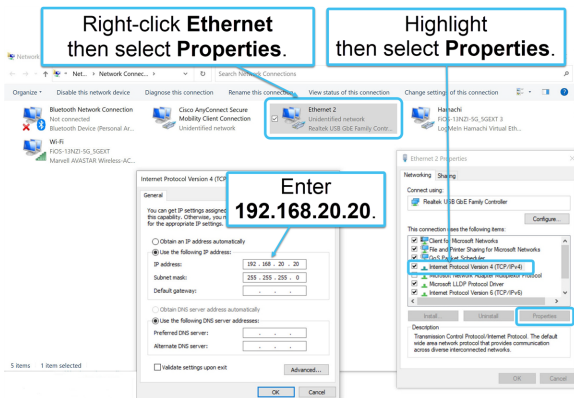 Right-click Ethernet
then select Properties.
Highlight
then select Properties.
Network
Net... > Network Connec... >
Search Network Connections
Organize
Disable this network device
Diagnose this connection
Rename this connection
View status of this connection
Change settings of this connection
Bluetooth Network Connection
Not connected
Bluetooth Device (Personal Ar...
Cisco AnyConnect Secure
Mobility Client Connection
Unidentified network
Ethernet 2
Unidentified network
Realtek USB GbE Family Contr...
Hamachi
FiOS-13NZI-5G_5GEXT 3
LogMeIn Hamachi Virtual Eth...
Wi-Fi
FiOS-13NZI-5G_5GEXT
Marvell AVASTAR Wireless-AC...
Internet Protocol Version 4 (TCP/
General
You can get IP settings assigned
this capability. Otherwise, you
for the appropriate IP settings.
Obtain an IP address automatically
Use the following IP address:
IP address:
192 . 168 . 20 . 20
Subnet mask:
255 . 255 . 255 . 0
Default gateway:
Obtain DNS server address automatically
Use the following DNS server addresses:
Preferred DNS server:
Alternate DNS server:
Validate settings upon exit
Advanced...
OK
Cancel
Enter
192.168.20.20.
Ethernet 2 Properties
Networking
Sharing
Connect using:
Realtek USB GbE Family Controller
Configure...
This connection uses the following items:
Client for Microsoft Networks
File and Printer Sharing for Microsoft Networks
QoS Packet Scheduler
Internet Protocol Version 4 (TCP/IPv4)
Microsoft Network Adapter Multiplexor Protocol
Microsoft LLDP Protocol Driver
Internet Protocol Version 6 (TCP/IPv6)
Install...
Uninstall
Properties
Description
Transmission Control Protocol/Internet Protocol. The default
wide area network protocol that provides communication
across diverse interconnected networks.
OK
Cancel
5 items
1 item selected